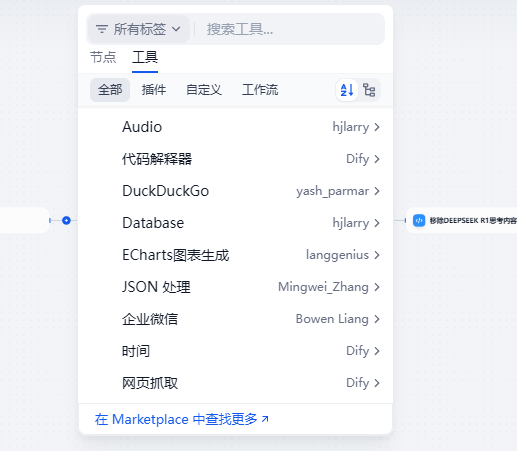 所有标签 搜索工具...
节点 工具
全部 插件 自定义 工作流
Audio hjlarry
代码解释器 Dify
DuckDuckGo yash_parmar
Database hjlarry
移除DEEPSEEK R1思考内容
ECharts图表生成 langgenius
JSON 处理 Mingwei_Zhang
企业微信 Bowen Liang
时间 Dify
网页抓取 Dify
在 Marketplace 中查找更多